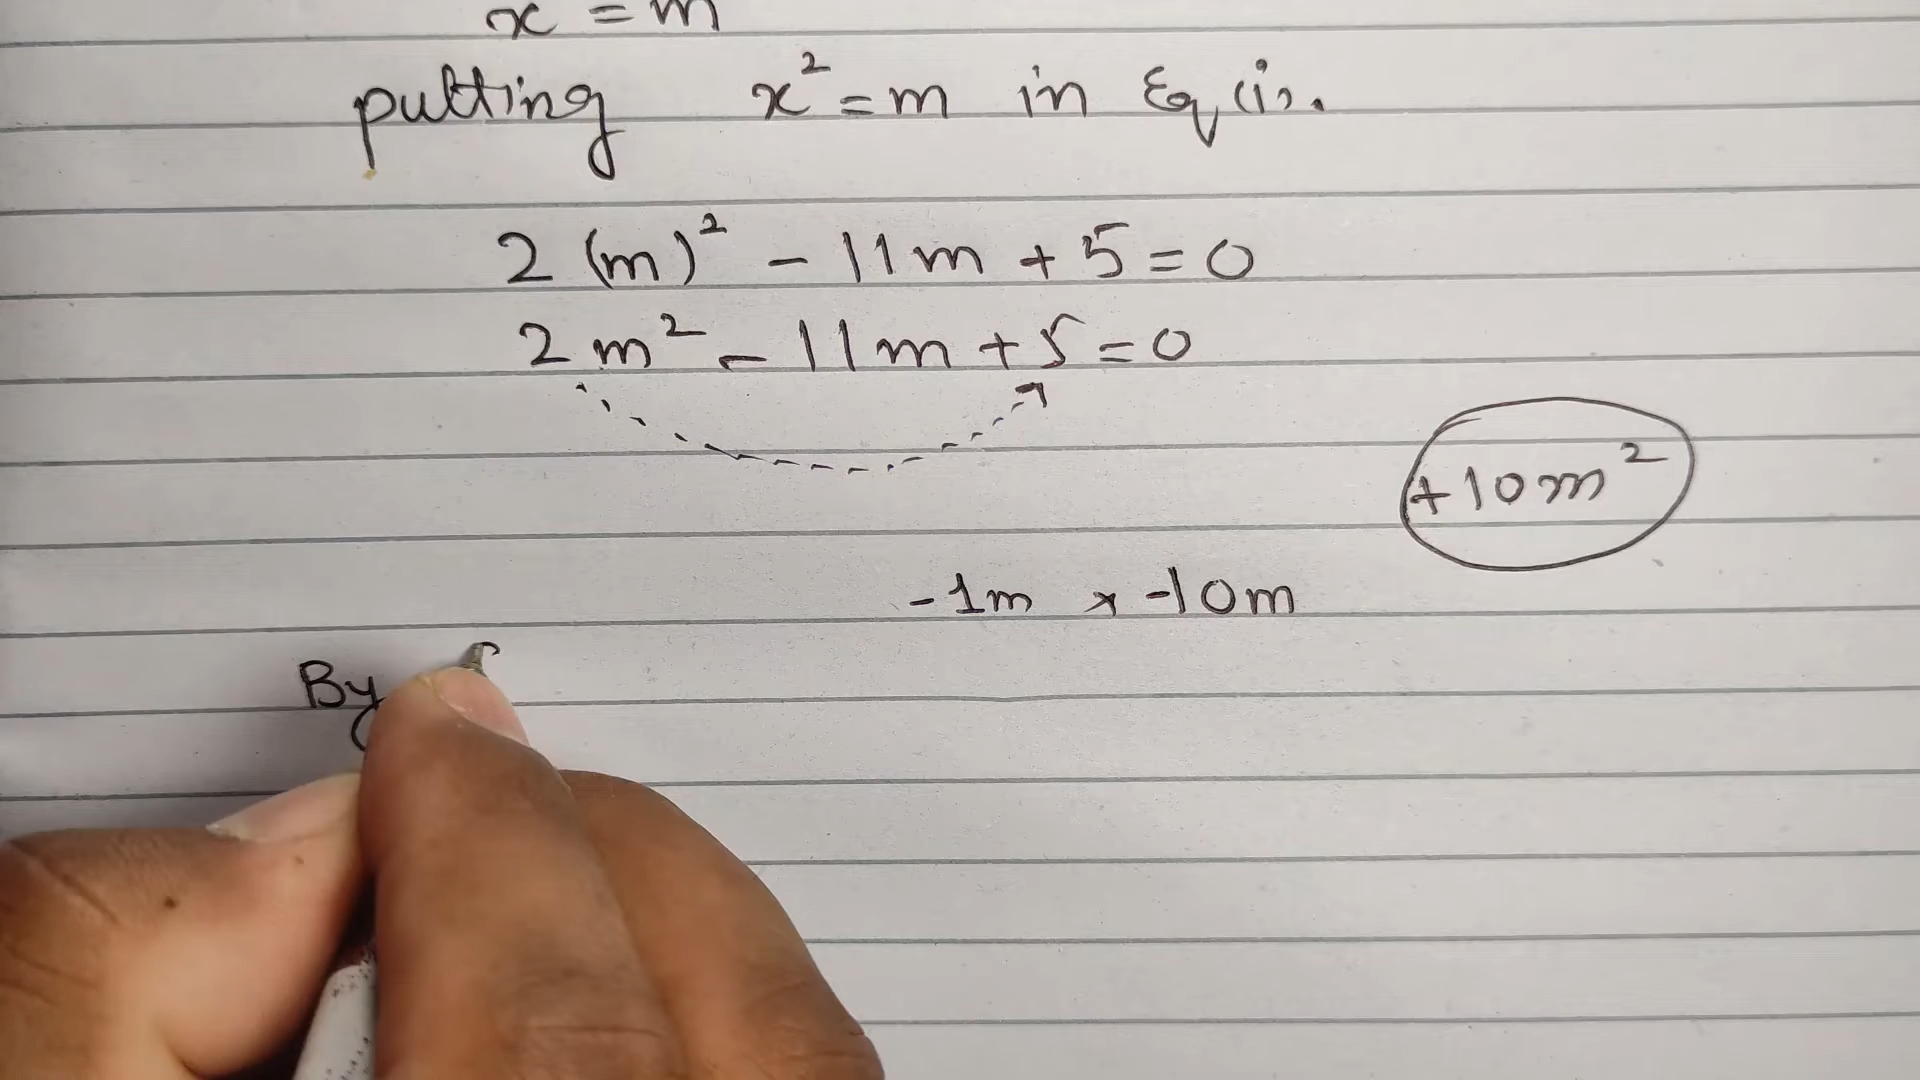 x = m
putting x² = m in Eq (i).
2 (m)² - 11m + 5 = 0
2m² - 11m + 5 = 0
+10m²
-1m × -10m
By